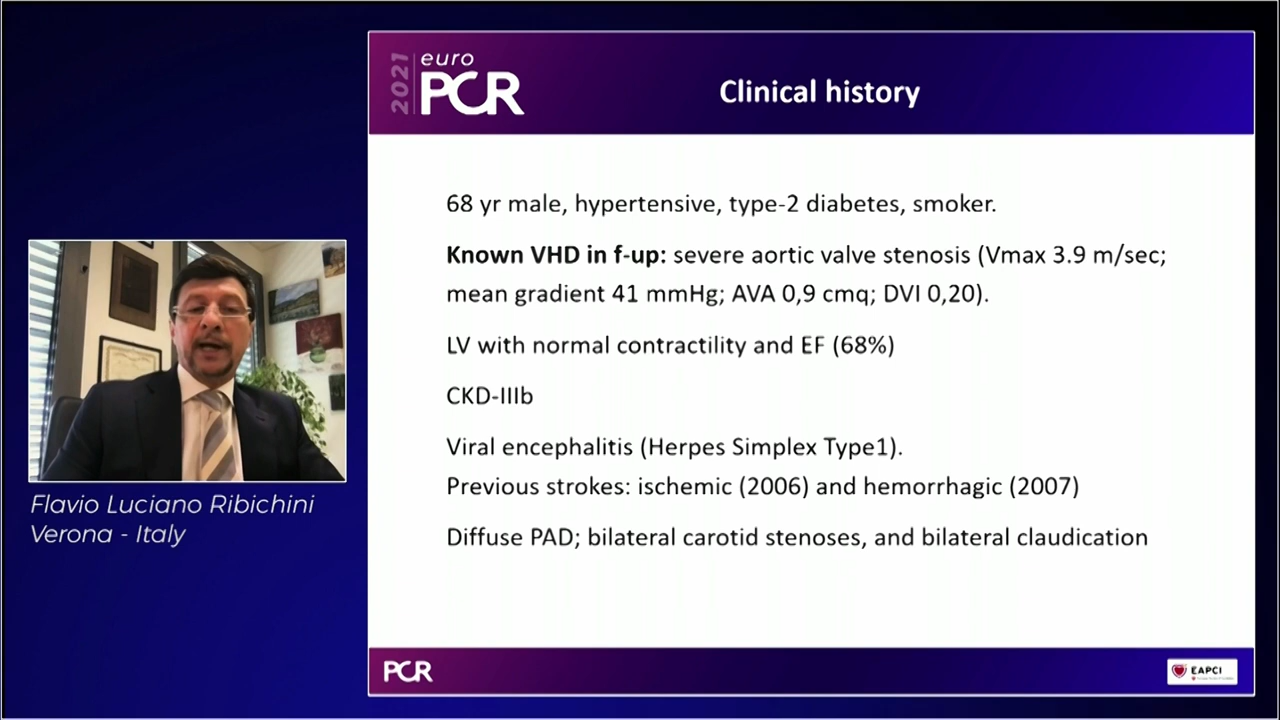 2021
euro
PCR
Clinical history
68 yr male, hypertensive, type-2 diabetes, smoker.
Known VHD in f-up: severe aortic valve stenosis (Vmax 3.9 m/sec;
mean gradient 41 mmHg; AVA 0,9 cmq; DVI 0,20).
LV with normal contractility and EF (68%)
CKD-IIIb
Viral encephalitis (Herpes Simplex Type1).
Previous strokes: ischemic (2006) and hemorrhagic (2007)
Diffuse PAD; bilateral carotid stenoses, and bilateral claudication
Flavio Luciano Ribichini
Verona - Italy
PCR
EAPCI